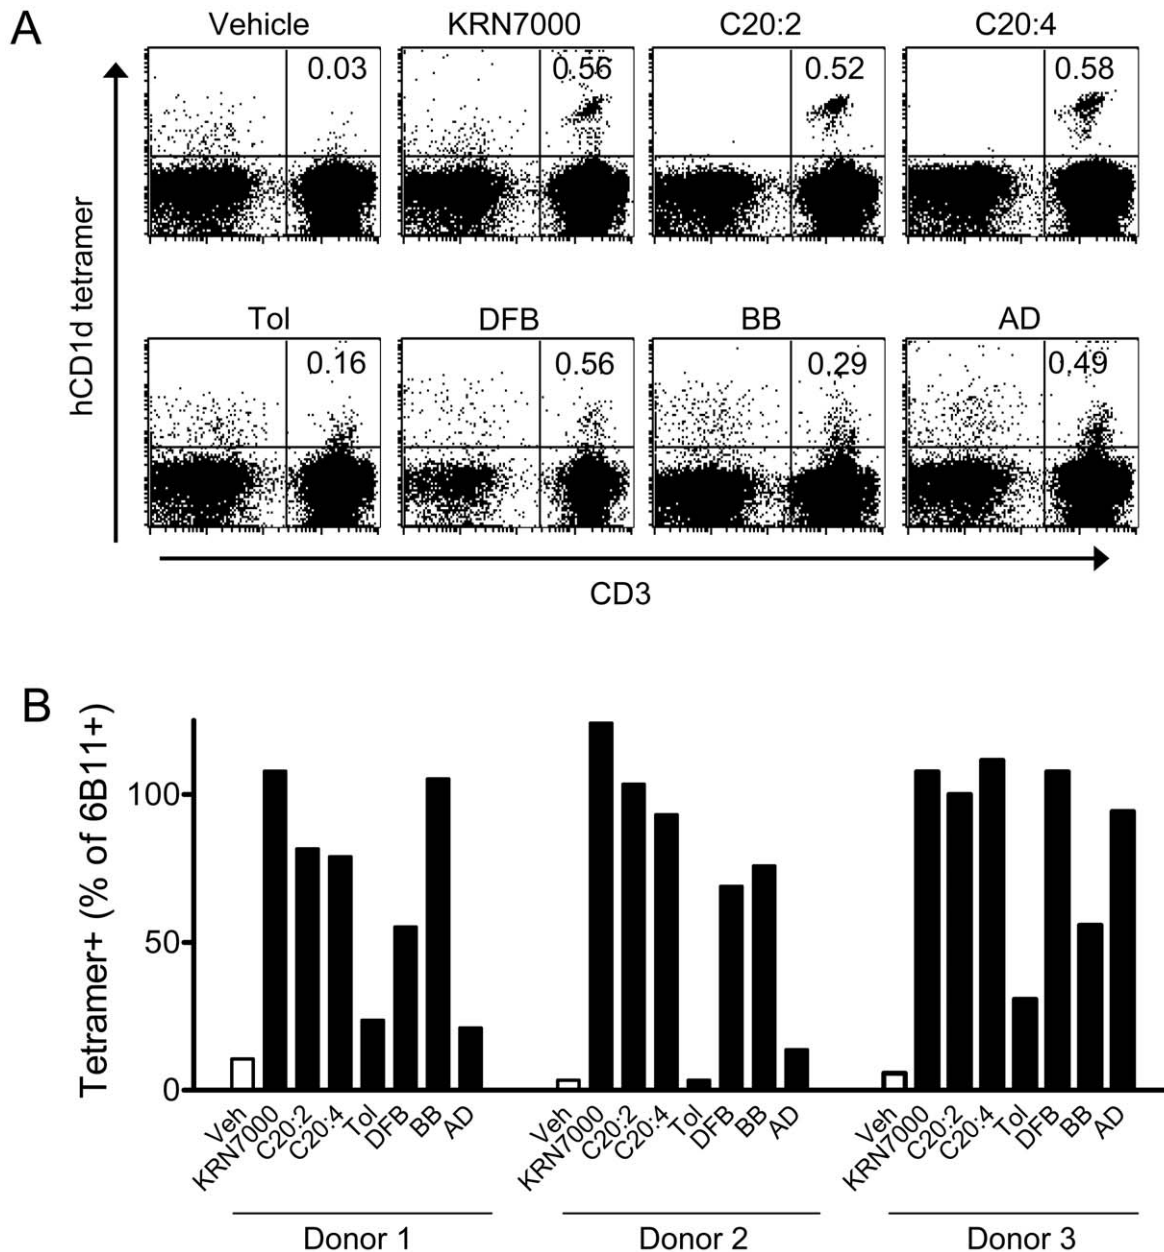 A
Vehicle KRN7000 C20:2 C20:4
0.03 0.56 0.52 0.58
hCD1d tetramer
Tol DFB BB AD
0.16 0.56 0.29 0.49
CD3
B
Tetramer+ (% of 6B11+)
100
50
0
Veh KRN7000 C20:2 C20:4 Tol DFB BB AD Veh KRN7000 C20:2 C20:4 Tol DFB BB AD Veh KRN7000 C20:2 C20:4 Tol DFB BB AD
Donor 1 Donor 2 Donor 3